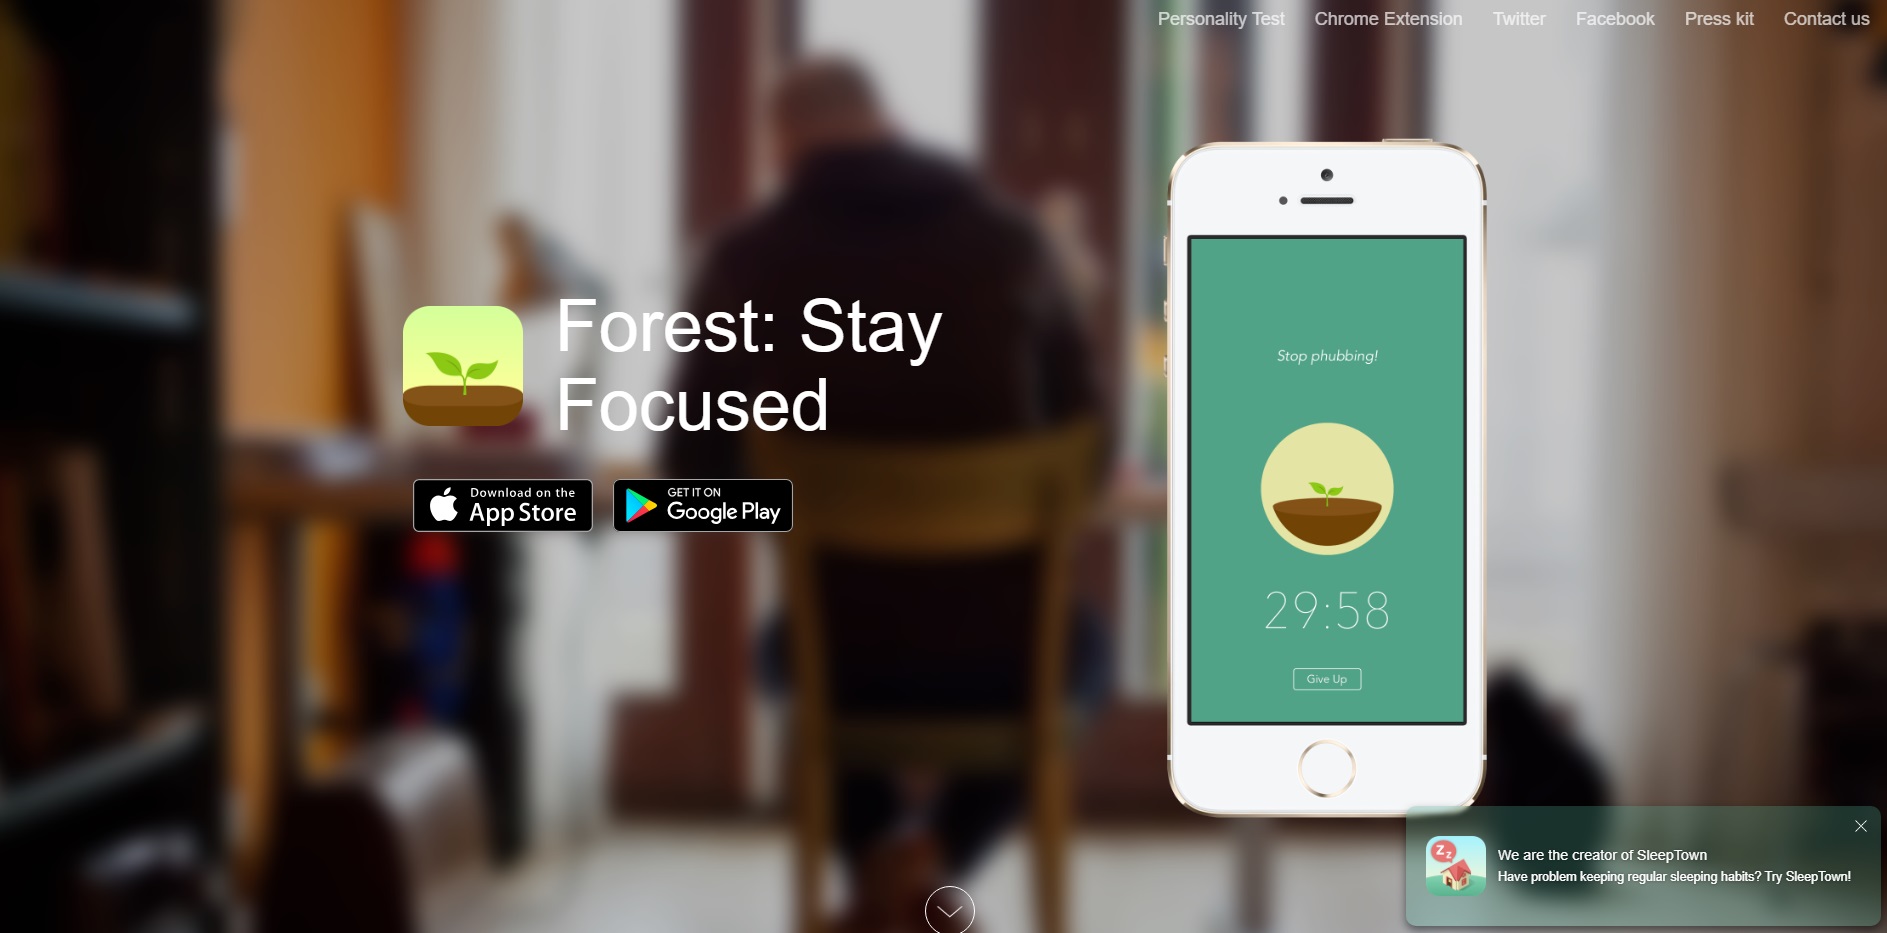 Personality Test Chrome Extension Twitter Facebook Press kit Contact us
Forest: Stay
Focused
Download on the
App Store
GET IT ON
Google Play
Stop phubbing!
29:58
Give Up
Z z
We are the creator of SleepTown
Have problem keeping regular sleeping habits? Try SleepTown!